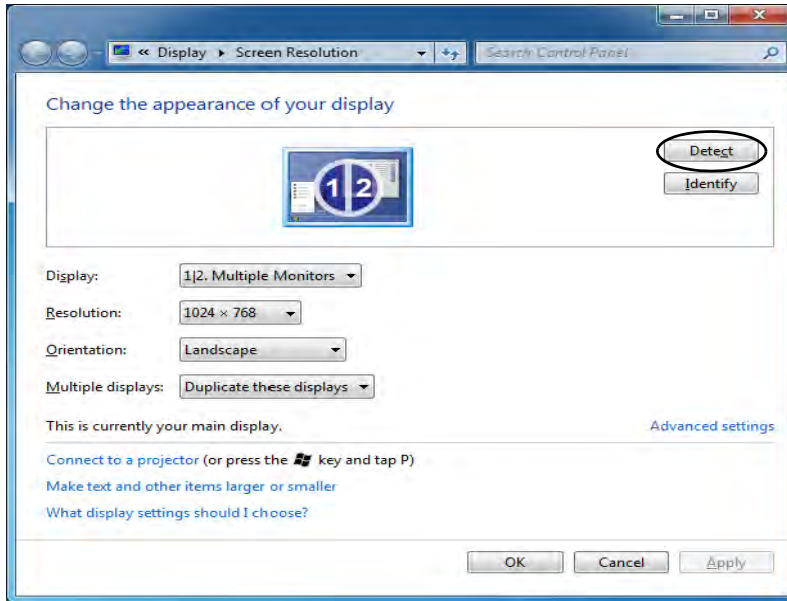 « Display ▸ Screen Resolution
Search Control Panel
Change the appearance of your display
1 2
Detect
Identify
Display: 1|2. Multiple Monitors
Resolution: 1024 × 768
Orientation: Landscape
Multiple displays: Duplicate these displays
This is currently your main display. Advanced settings
Connect to a projector (or press the key and tap P)
Make text and other items larger or smaller
What display settings should I choose?
OK Cancel Apply